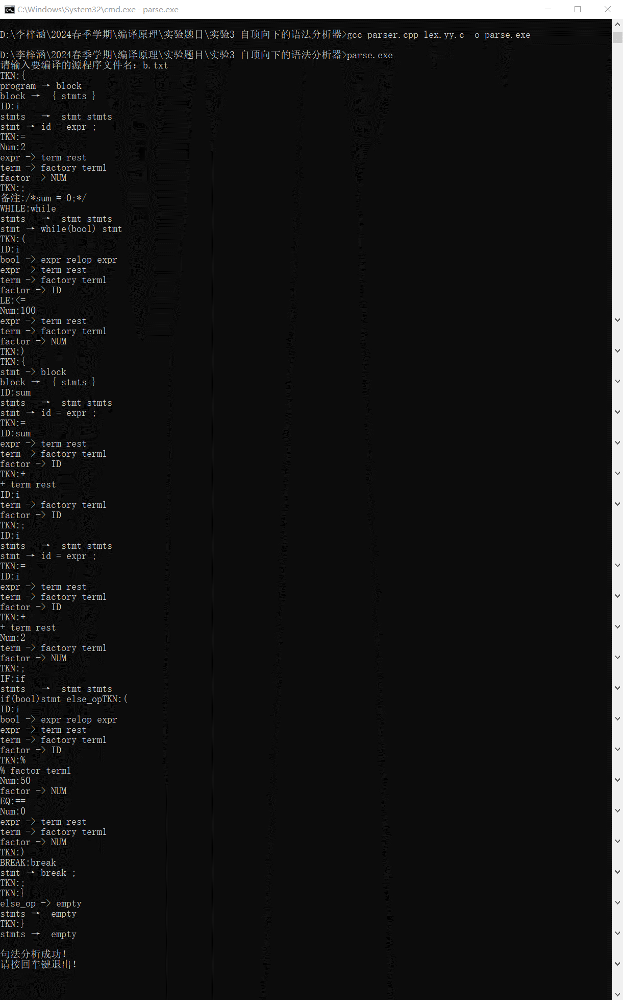 C:\Windows\System32\cmd.exe - parse.exe
D:\李梓涵\2024春季学期\编译原理\实验题目\实验3 自顶向下的语法分析器>gcc parser.cpp lex.yy.c -o parse.exe
D:\李梓涵\2024春季学期\编译原理\实验题目\实验3 自顶向下的语法分析器>parse.exe
请输入要编译的源程序文件名: b.txt
TKN:{
program → block
block →  { stmts }
ID:i
stmts   →  stmt stmts
stmt → id = expr ;
TKN:=
Num:2
expr -> term rest
term -> factory term1
factor -> NUM
TKN:;
备注:/*sum = 0;*/
WHILE:while
stmts   →  stmt stmts
stmt → while(bool) stmt
TKN:(
ID:i
bool -> expr relop expr
expr -> term rest
term -> factory term1
factor -> ID
LE:<=
Num:100
expr -> term rest
term -> factory term1
factor -> NUM
TKN:)
TKN:{
stmt -> block
block →  { stmts }
ID:sum
stmts   →  stmt stmts
stmt → id = expr ;
TKN:=
ID:sum
expr -> term rest
term -> factory term1
factor -> ID
TKN:+
+ term rest
ID:i
term -> factory term1
factor -> ID
TKN:;
ID:i
stmts   →  stmt stmts
stmt → id = expr ;
TKN:=
ID:i
expr -> term rest
term -> factory term1
factor -> ID
TKN:+
+ term rest
Num:2
term -> factory term1
factor -> NUM
TKN:;
IF:if
stmts   →  stmt stmts
if(bool)stmt else_opTKN:(
ID:i
bool -> expr relop expr
expr -> term rest
term -> factory term1
factor -> ID
TKN:%
% factor term1
Num:50
factor -> NUM
EQ:==
Num:0
expr -> term rest
term -> factory term1
factor -> NUM
TKN:)
BREAK:break
stmt → break ;
TKN:;
TKN:}
else_op -> empty
stmts →  empty
TKN:}
stmts →  empty
句法分析成功!
请按回车键退出!